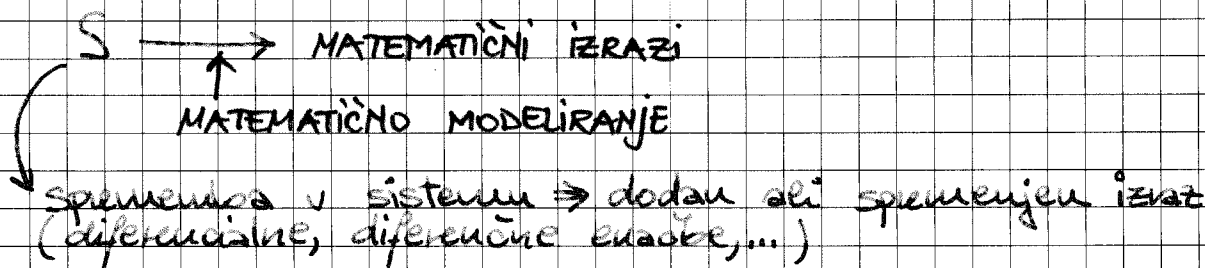 S → MATEMATIČNI IZRAZI
↑
MATEMATIČNO MODELIRANJE
sprememba v sistemu ⇒ dodan ali spremenjen izraz
(diferencialne, diferenčne enačbe,...)